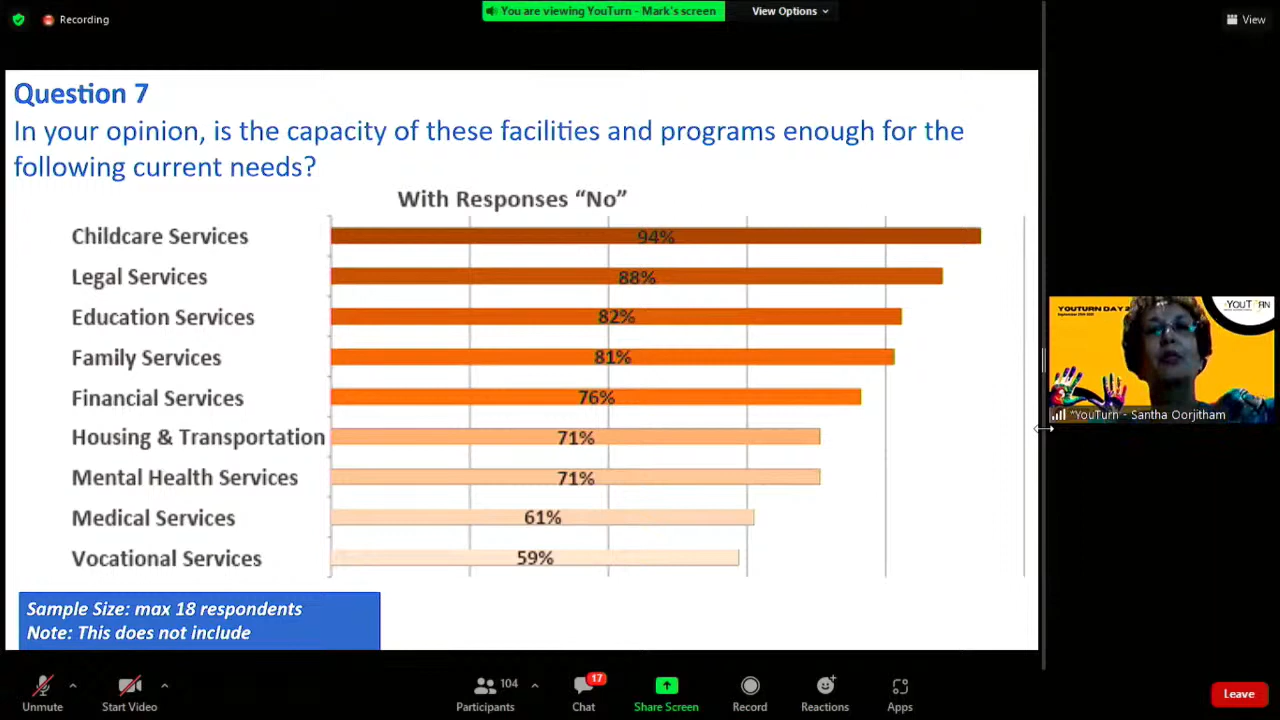 Recording
You are viewing YouTurn - Mark's screen
View Options
View
Question 7
In your opinion, is the capacity of these facilities and programs enough for the
following current needs?
With Responses “No”
Childcare Services 94%
Legal Services 88%
Education Services 82%
Family Services 81%
Financial Services 76%
Housing & Transportation 71%
Mental Health Services 71%
Medical Services 61%
Vocational Services 59%
Sample Size: max 18 respondents
Note: This does not include
YOUTURN DAY
"YouTurn - Santha Oorjitham
Unmute
Start Video
104
Participants
17
Chat
Share Screen
Record
Reactions
Apps
Leave